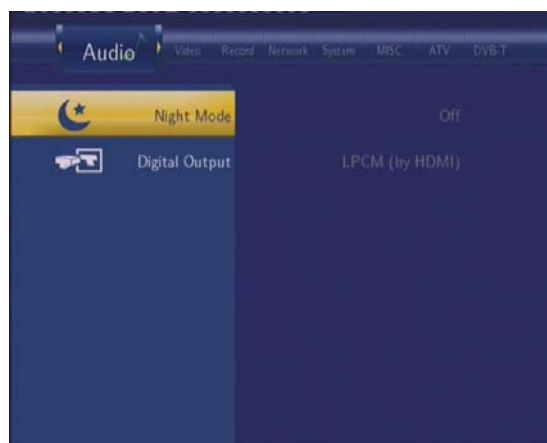 Audio Video Record Network System MISC ATV DVB-T
Night Mode Off
Digital Output LPCM (by HDMI)